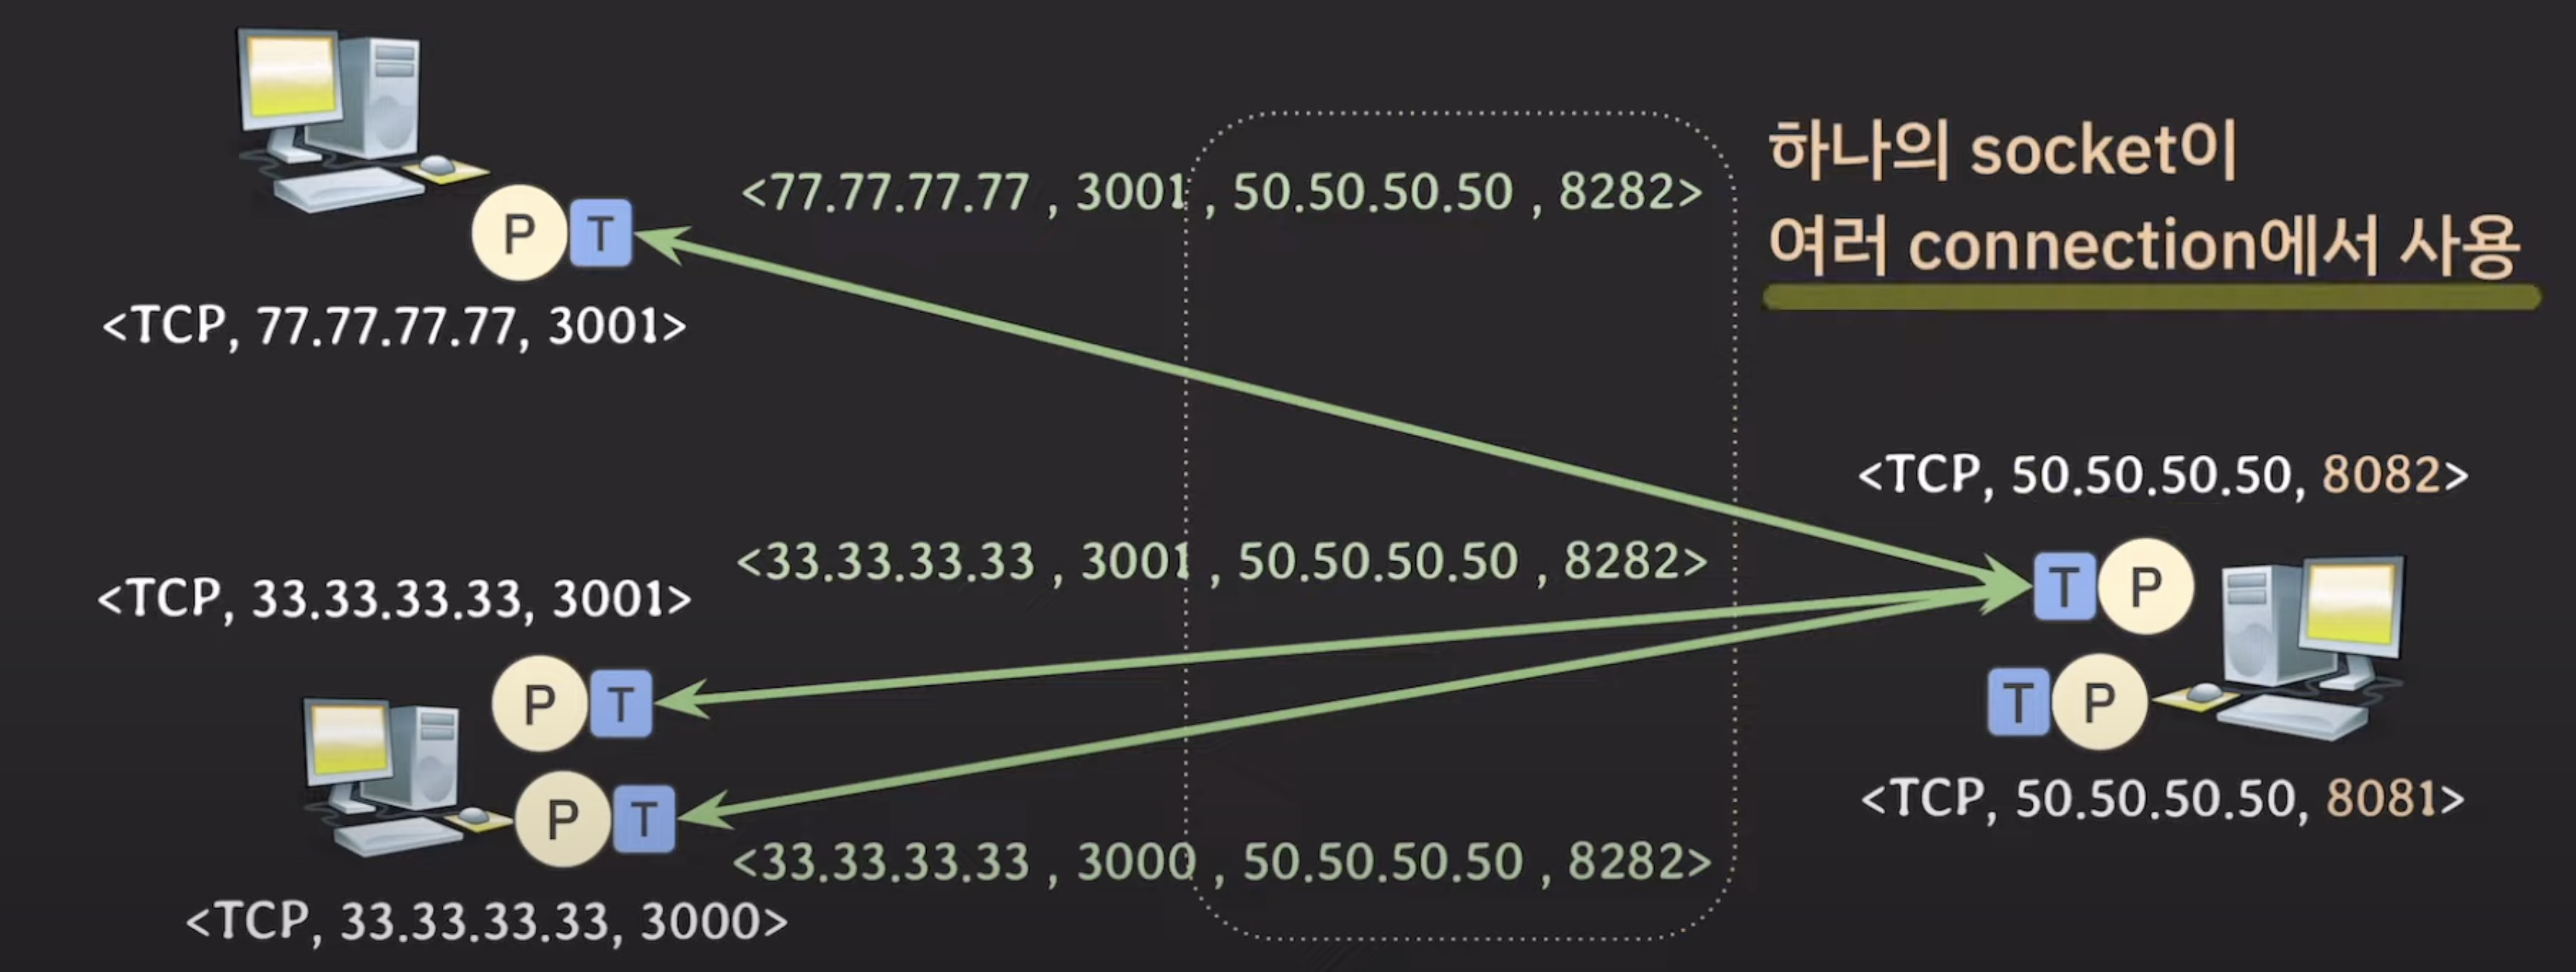 <77.77.77.77 , 3001 , 50.50.50.50 , 8282>
하나의 socket이
여러 connection에서 사용
P T
<TCP, 77.77.77.77, 3001>
<TCP, 50.50.50.50, 8082>
<33.33.33.33 , 3001 , 50.50.50.50 , 8282>
<TCP, 33.33.33.33, 3001>
T P
P T
T P
<TCP, 50.50.50.50, 8081>
P T
<33.33.33.33 , 3000 , 50.50.50.50 , 8282>
<TCP, 33.33.33.33, 3000>